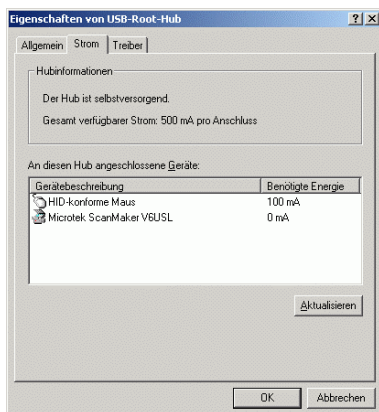 Eigenschaften von USB-Root-Hub
Allgemein Strom Treiber
Hubinformationen
Der Hub ist selbstversorgend.
Gesamt verfügbarer Strom: 500 mA pro Anschluss
An diesen Hub angeschlossene Geräte:
Gerätebeschreibung Benötigte Energie
HID-konforme Maus 100 mA
Microtek ScanMaker V6USL 0 mA
Aktualisieren
OK Abbrechen